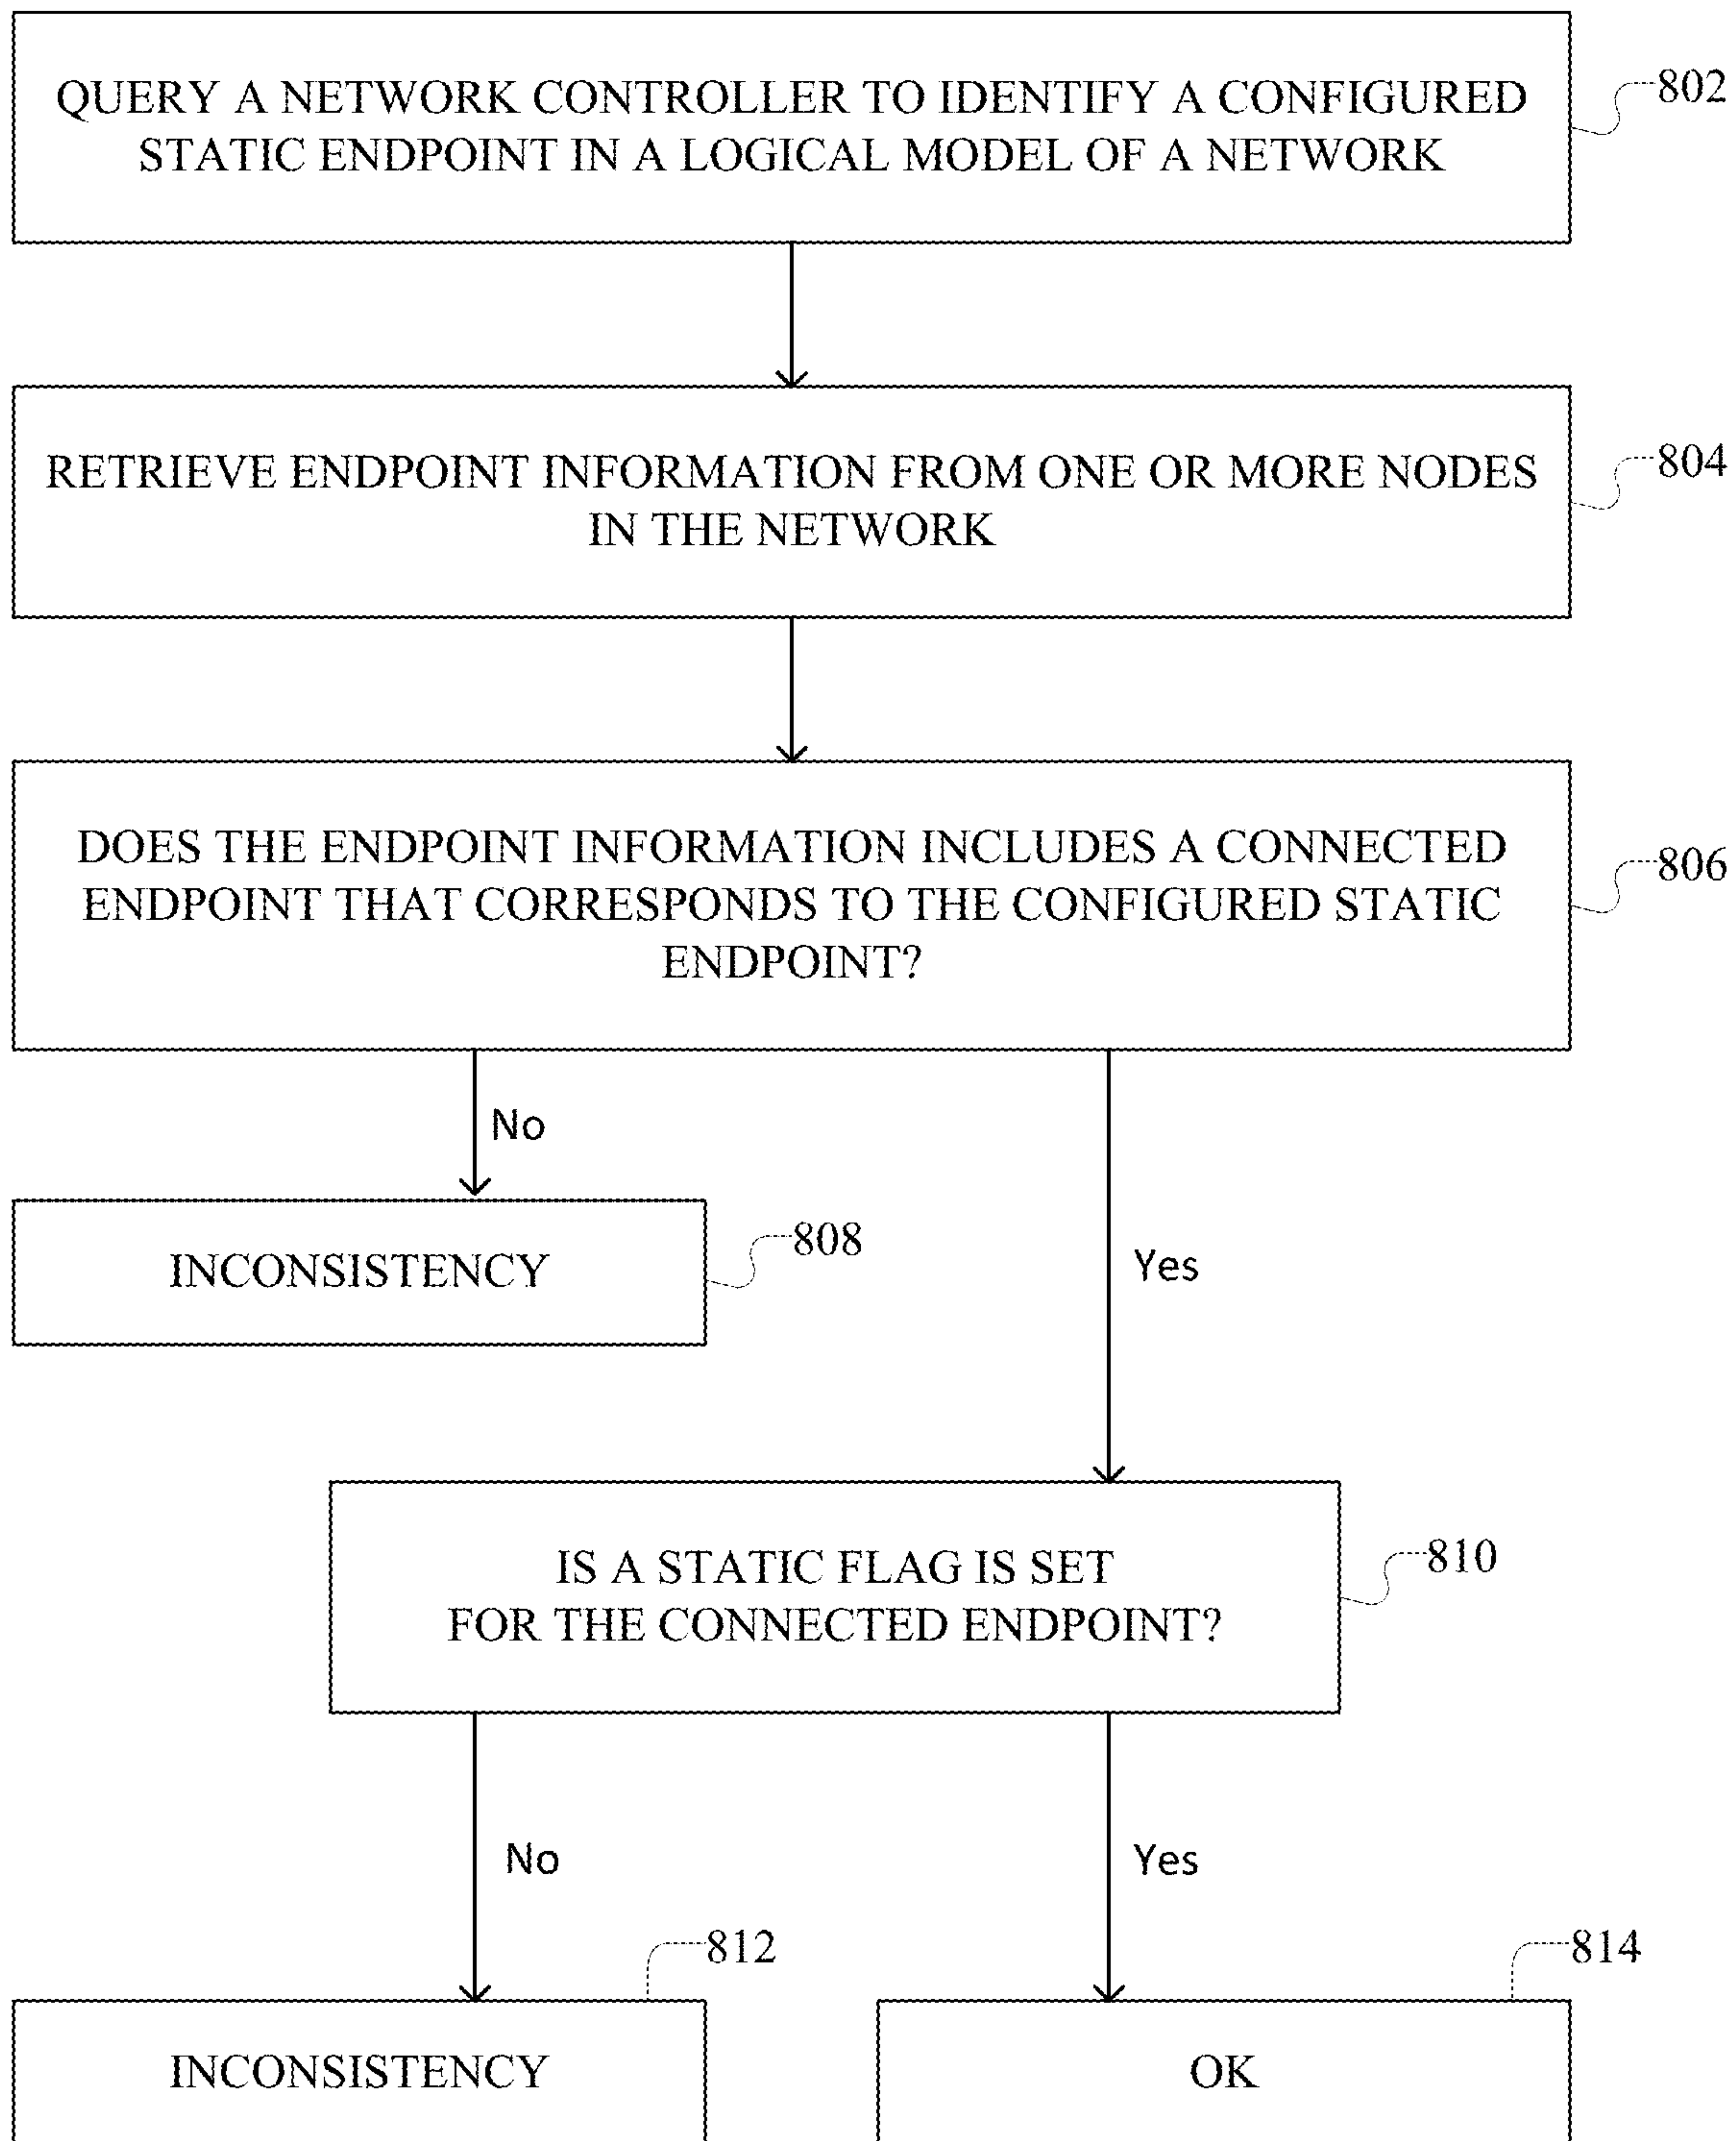 QUERY A NETWORK CONTROLLER TO IDENTIFY A CONFIGURED
STATIC ENDPOINT IN A LOGICAL MODEL OF A NETWORK
802
RETRIEVE ENDPOINT INFORMATION FROM ONE OR MORE NODES
IN THE NETWORK
804
DOES THE ENDPOINT INFORMATION INCLUDES A CONNECTED
ENDPOINT THAT CORRESPONDS TO THE CONFIGURED STATIC
ENDPOINT?
806
No
INCONSISTENCY
808
Yes
IS A STATIC FLAG IS SET
FOR THE CONNECTED ENDPOINT?
810
No
Yes
812
814
INCONSISTENCY
OK